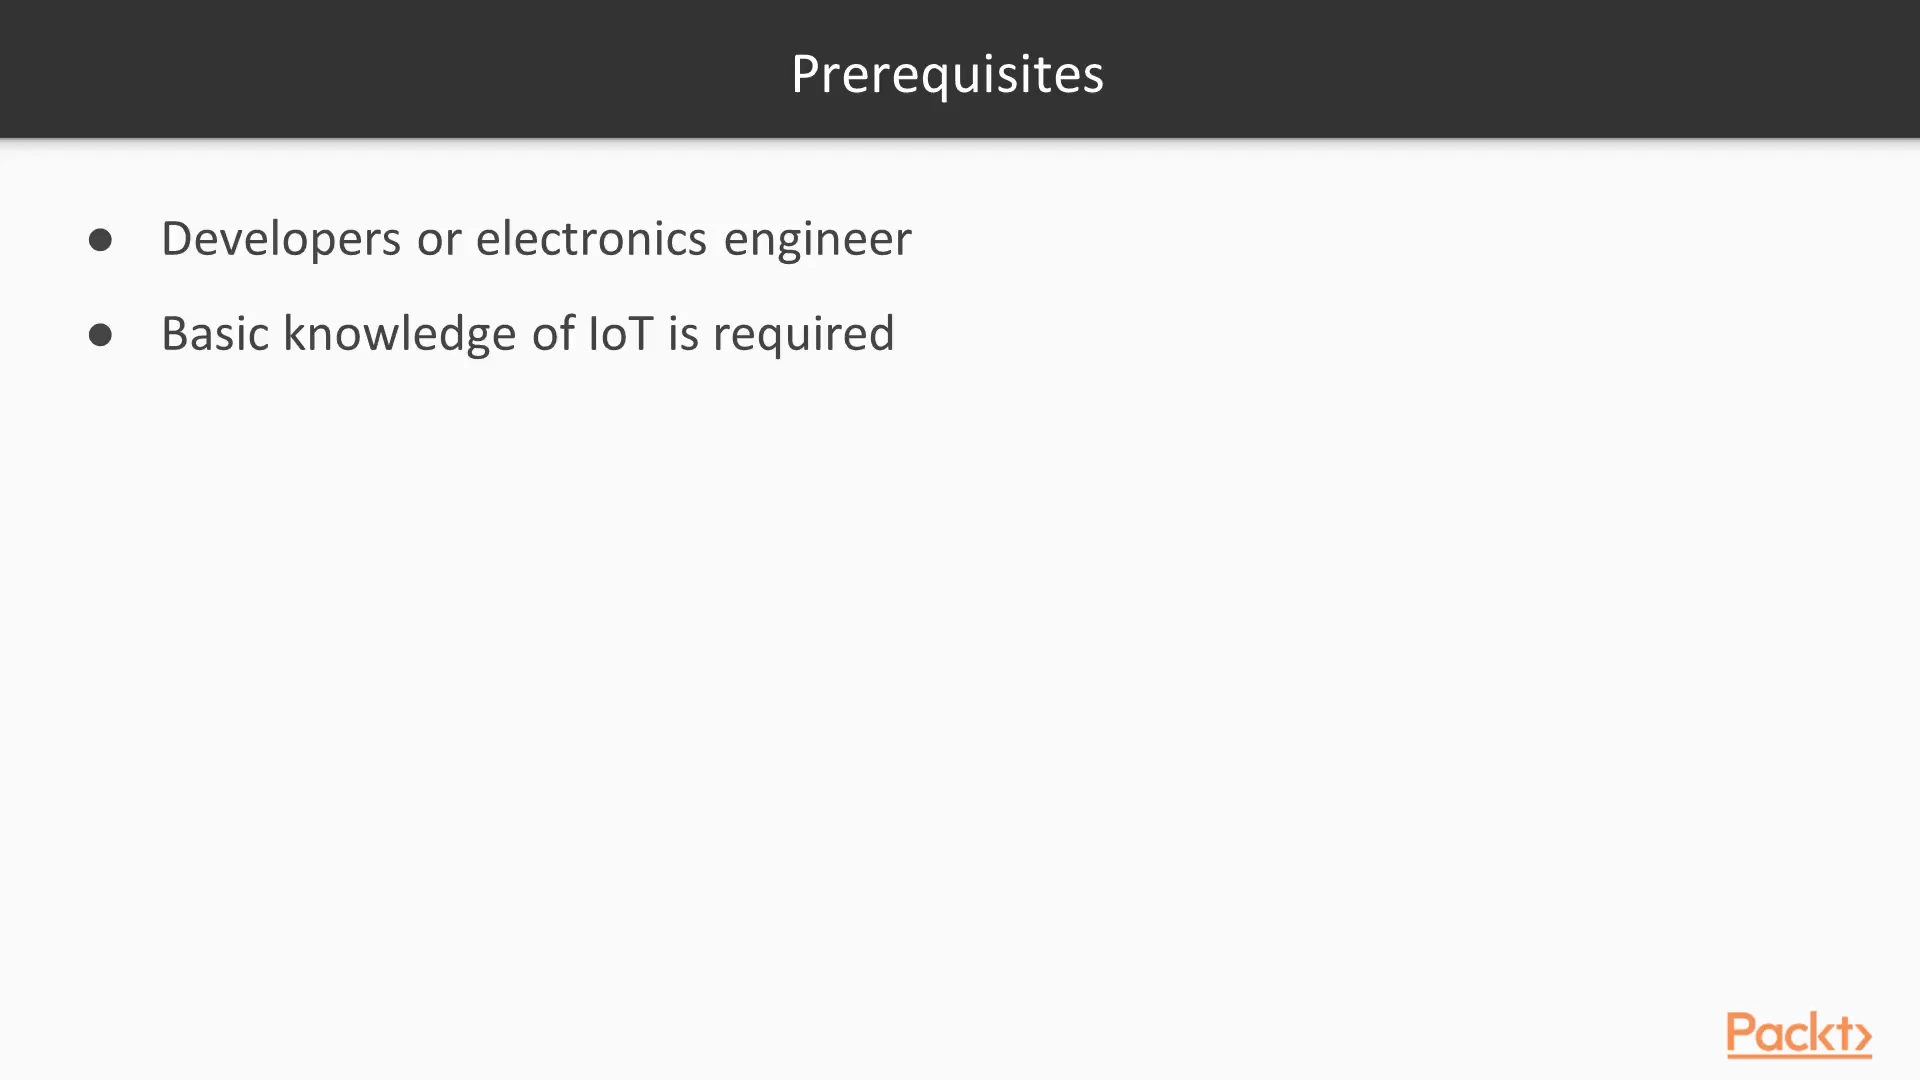 Prerequisites
● Developers or electronics engineer
● Basic knowledge of IoT is required
Packt>